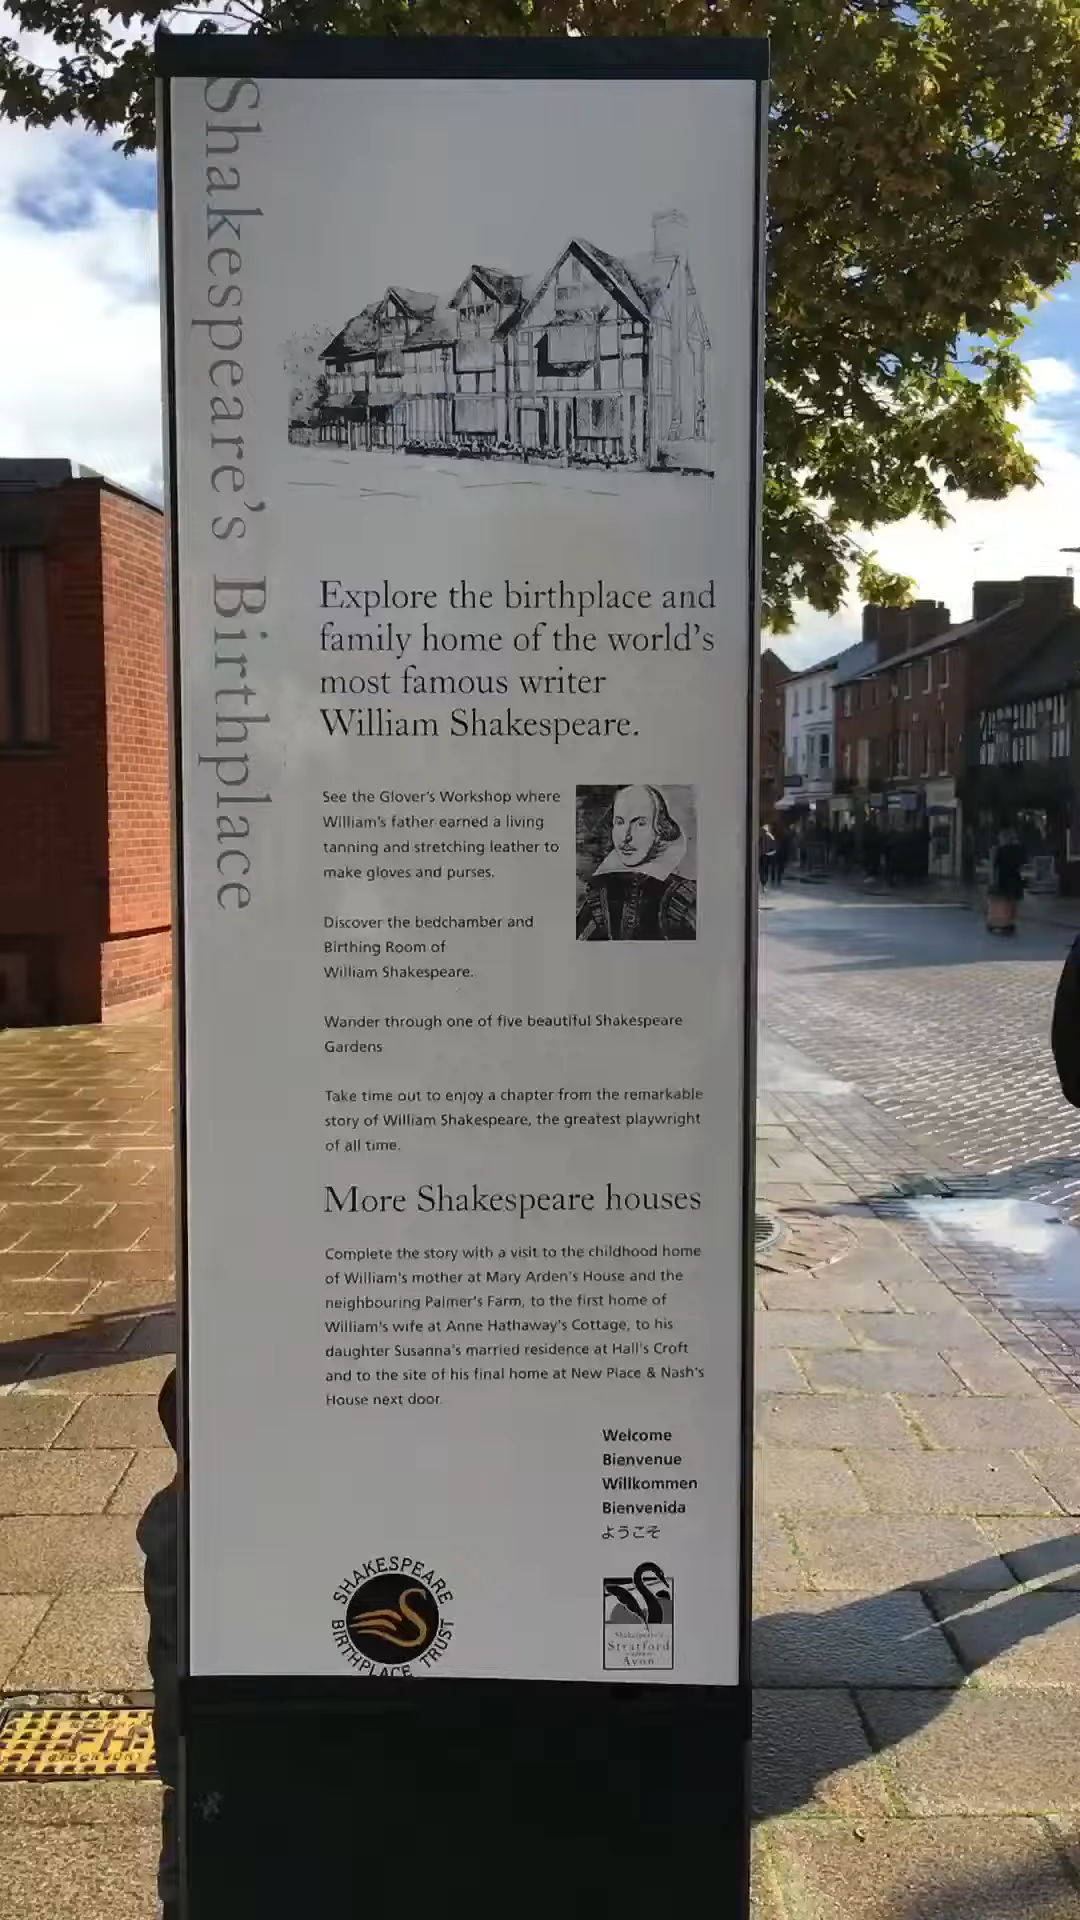 Shakespeare's Birthplace
Explore the birthplace and
family home of the world's
most famous writer
William Shakespeare.
See the Glover's Workshop where
William's father earned a living
tanning and stretching leather to
make gloves and purses.
Discover the bedchamber and
Birthing Room of
William Shakespeare.
Wander through one of five beautiful Shakespeare
Gardens
Take time out to enjoy a chapter from the remarkable
story of William Shakespeare, the greatest playwright
of all time.
More Shakespeare houses
Complete the story with a visit to the childhood home
of William's mother at Mary Arden's House and the
neighbouring Palmer's Farm, to the first home of
William's wife at Anne Hathaway's Cottage, to his
daughter Susanna's married residence at Hall's Croft
and to the site of his final home at New Place & Nash's
House next door.
Welcome
Bienvenue
Willkommen
Bienvenida
ようこそ
SHAKESPEARE
BIRTHPLACE TRUST
Stratford
Avon
FH